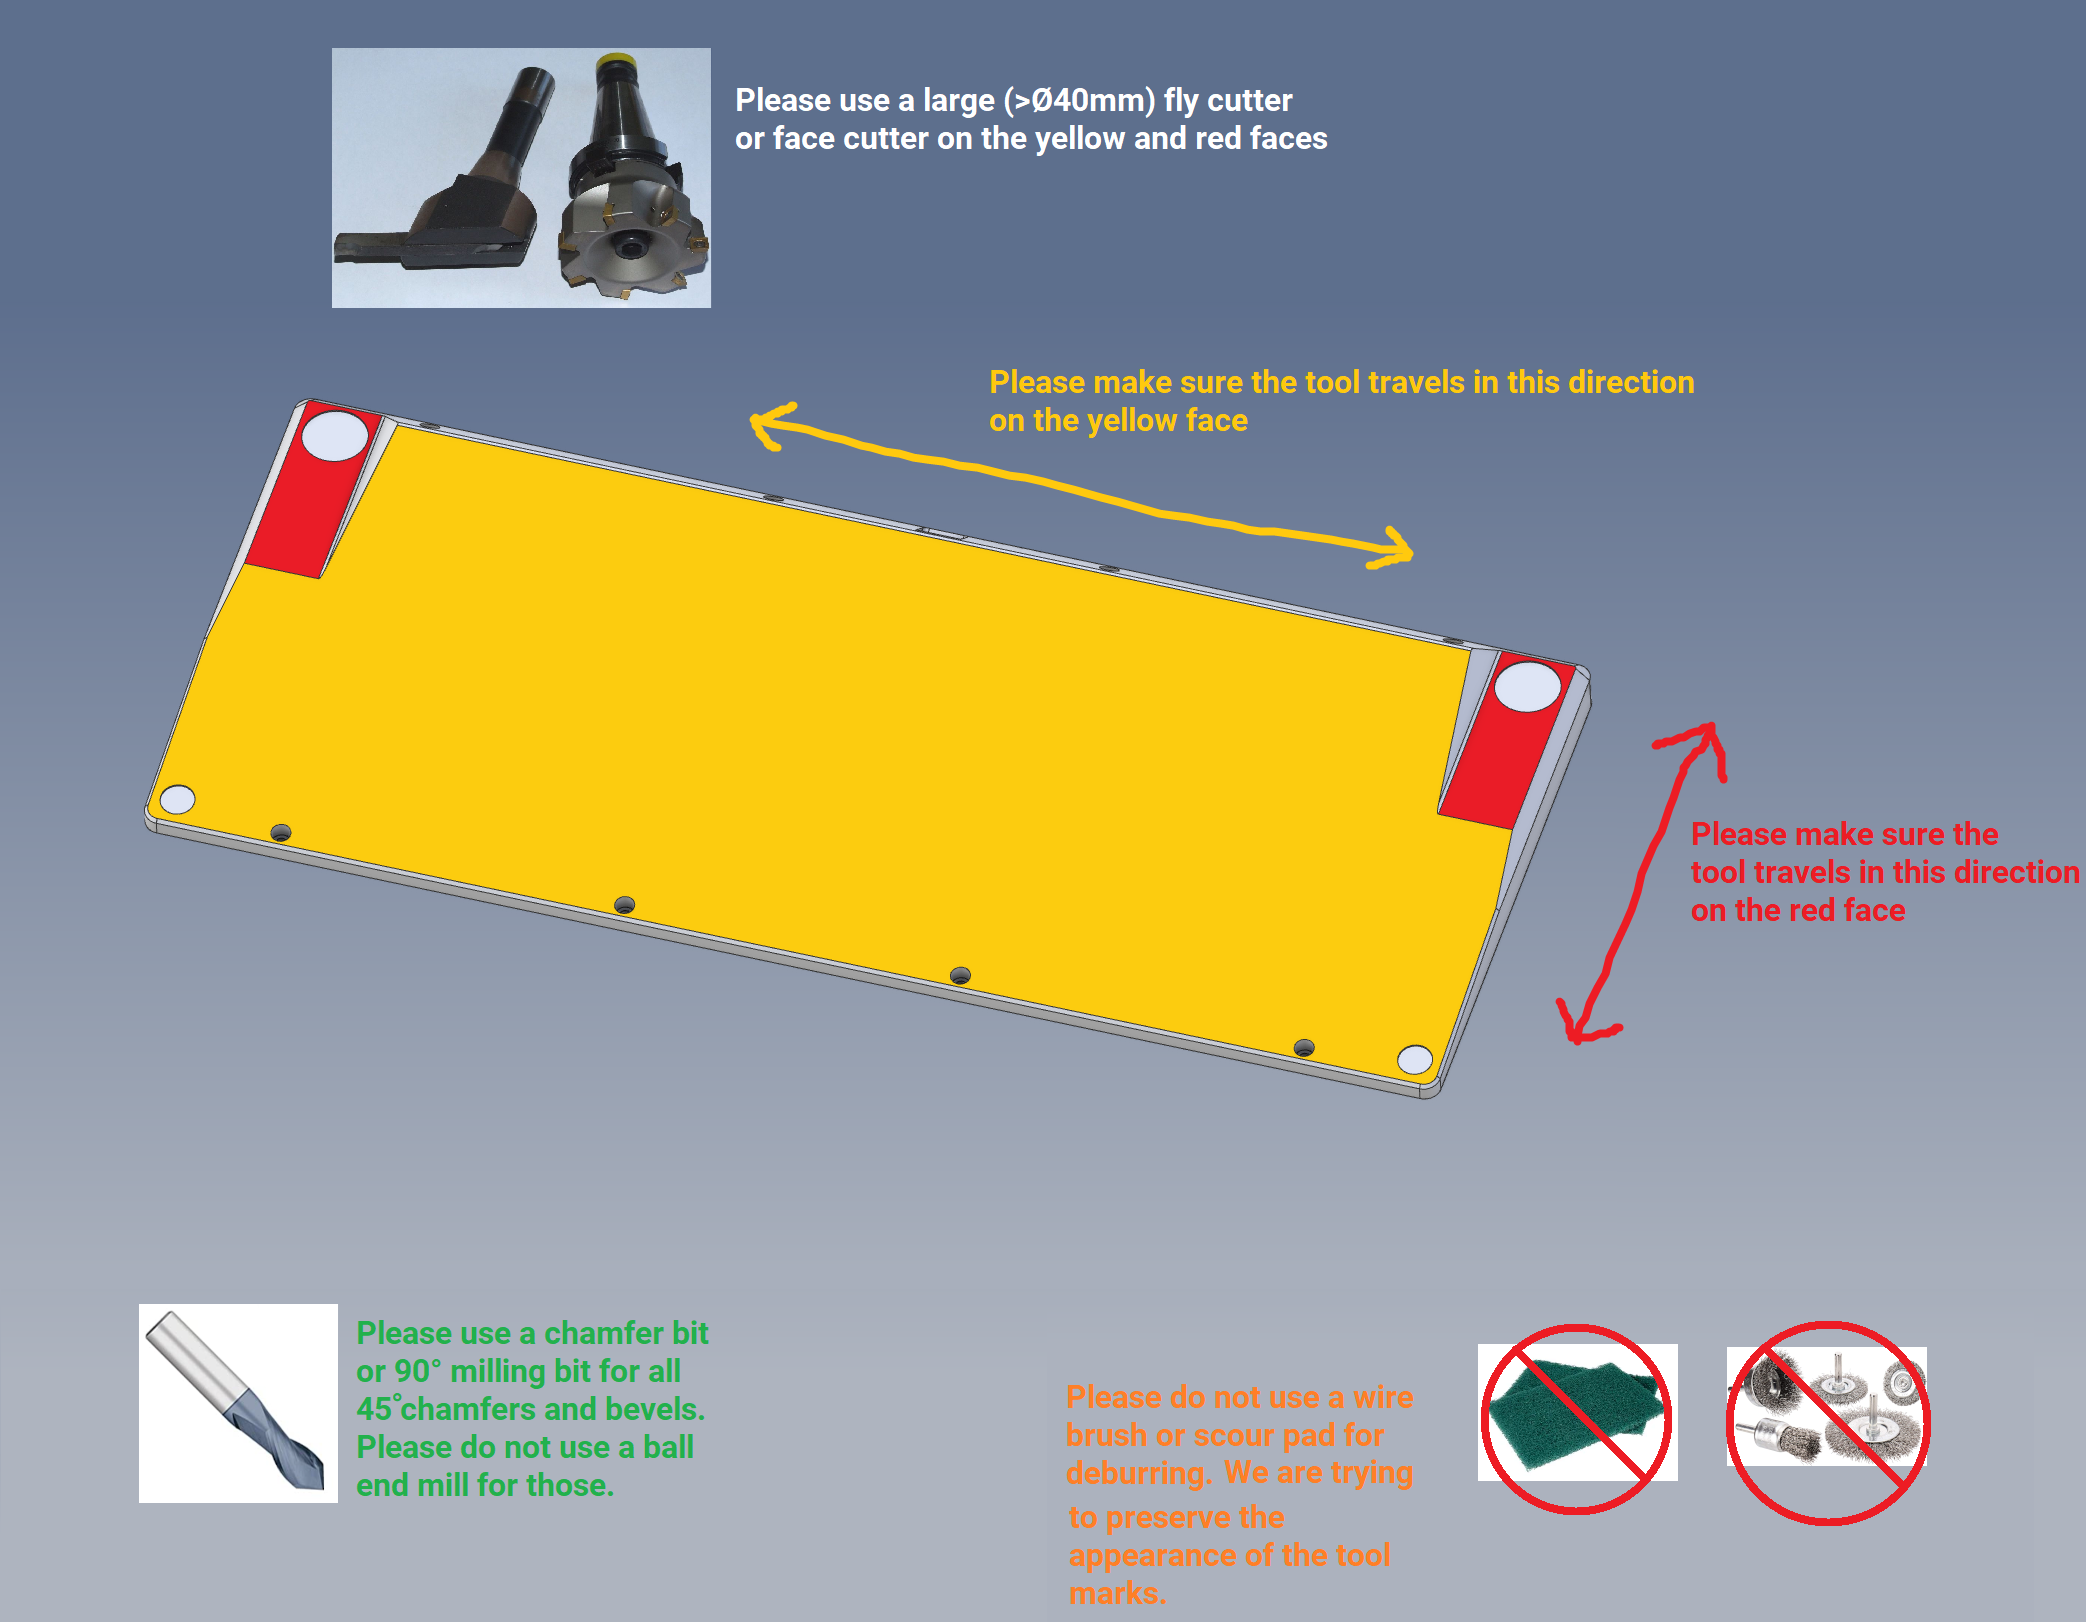 Please use a large (>Ø40mm) fly cutter
or face cutter on the yellow and red faces
Please make sure the tool travels in this direction
on the yellow face
Please make sure the
tool travels in this direction
on the red face
Please use a chamfer bit
or 90° milling bit for all
45°chamfers and bevels.
Please do not use a ball
end mill for those.
Please do not use a wire
brush or scour pad for
deburring. We are trying
to preserve the
appearance of the tool
marks.